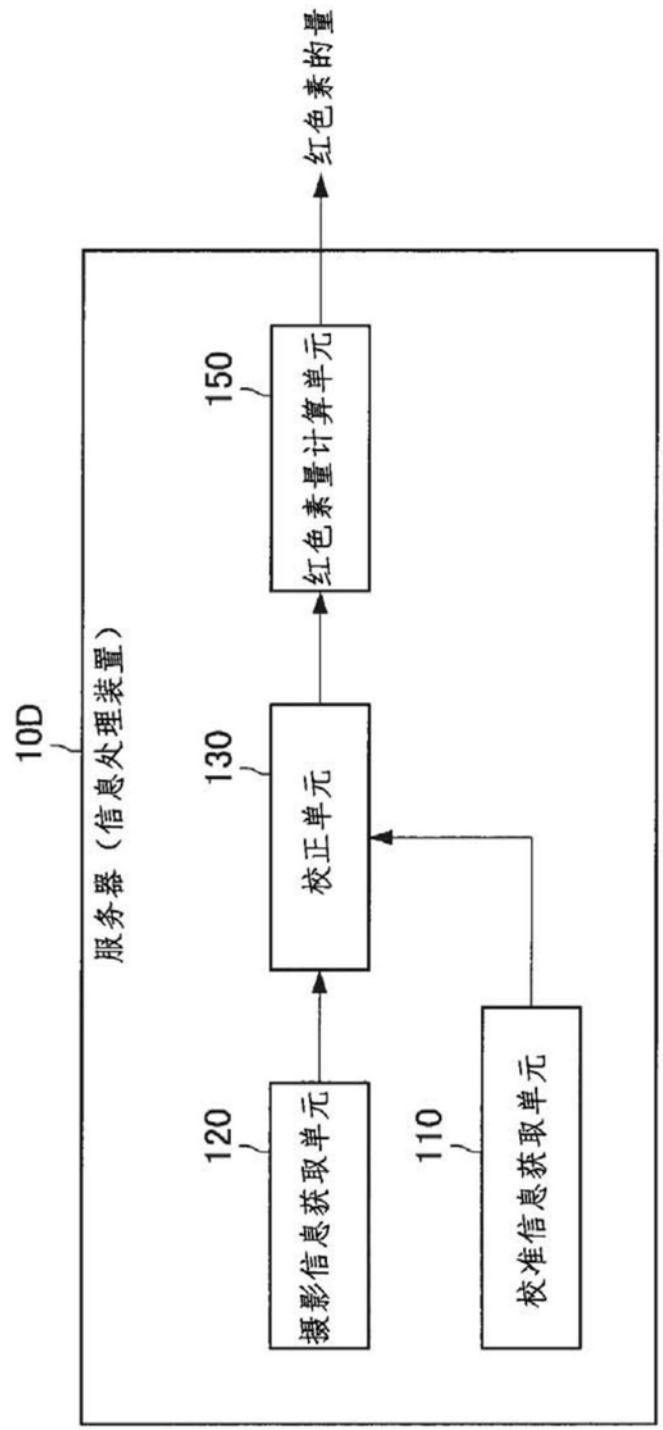 10D
服务器（信息处理装置）
120
摄影信息获取单元
130
校正单元
150
红色素量计算单元
红色素的量
110
校准信息获取单元